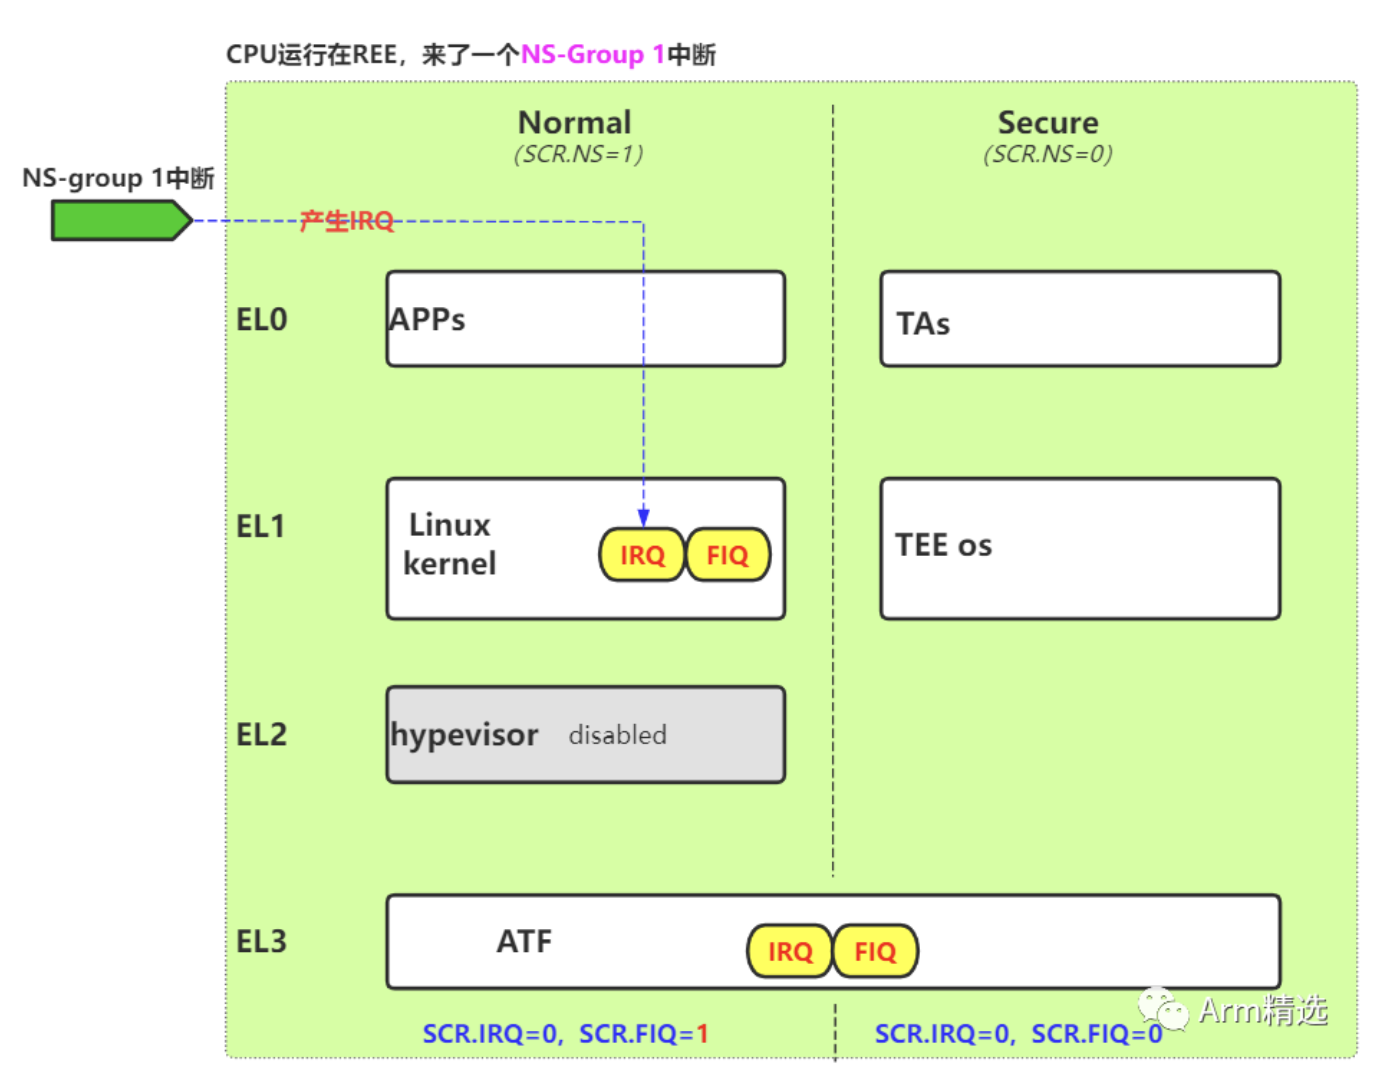 CPU运行在REE，来了一个NS-Group 1中断
Normal
(SCR.NS=1)
Secure
(SCR.NS=0)
NS-group 1中断
产生IRQ
EL0
APPs
TAs
EL1
Linux
kernel
IRQ
FIQ
TEE os
EL2
hypevisor disabled
EL3
ATF
IRQ
FIQ
Arm精选
SCR.IRQ=0, SCR.FIQ=1
SCR.IRQ=0, SCR.FIQ=0